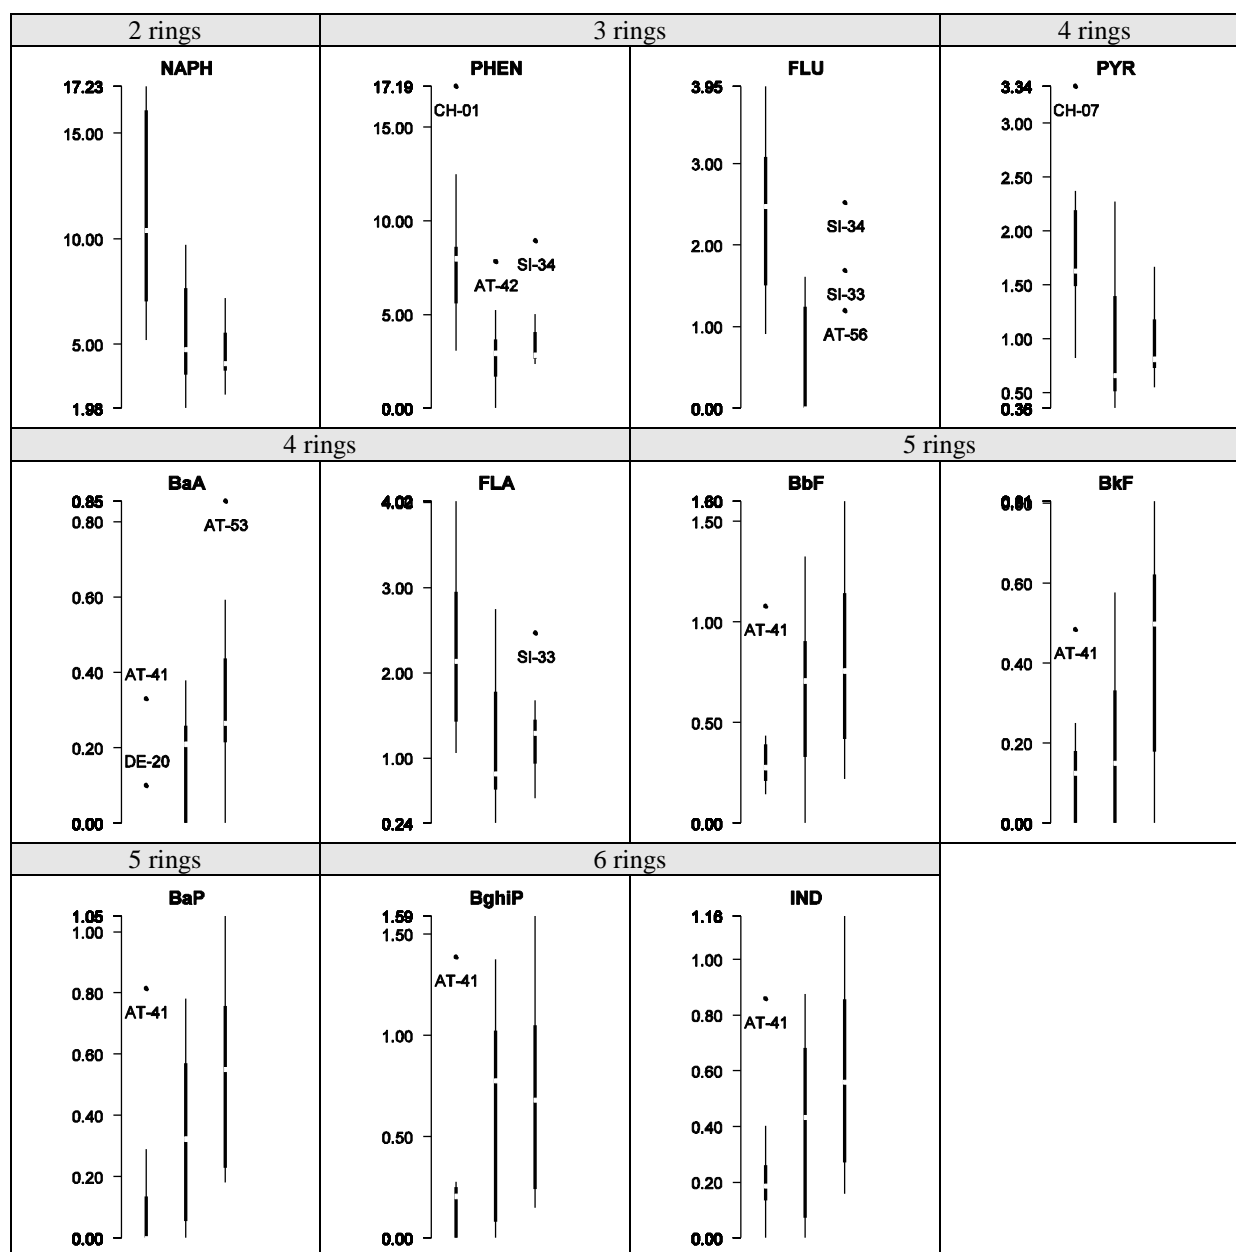 2 rings
3 rings
4 rings
NAPH
17.23
15.00
10.00
5.00
1.98
PHEN
17.19
CH-01
15.00
10.00
SI-34
AT-42
5.00
0.00
FLU
3.95
3.00
SI-34
2.00
SI-33
1.00
AT-56
0.00
PYR
3.34
CH-07
3.00
2.50
2.00
1.50
1.00
0.50
0.36
4 rings
5 rings
BaA
0.85
0.80
AT-53
0.60
AT-41
0.40
DE-20
0.20
0.00
FLA
4.02
3.00
2.00
SI-33
1.00
0.24
BbF
1.60
1.50
1.00
AT-41
0.50
0.00
BkF
0.60
AT-41
0.40
0.20
0.00
5 rings
6 rings
BaP
1.05
1.00
0.80
AT-41
0.60
0.40
0.20
0.00
BghiP
1.59
1.50
AT-41
1.00
0.50
0.00
IND
1.16
1.00
0.80
AT-41
0.60
0.40
0.20
0.00